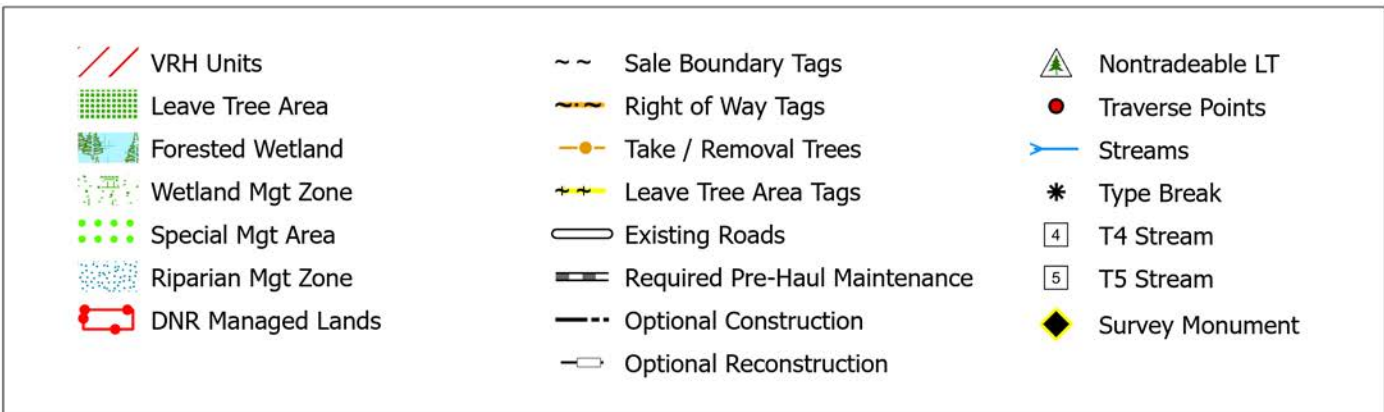 VRH Units
Leave Tree Area
Forested Wetland
Wetland Mgt Zone
Special Mgt Area
Riparian Mgt Zone
DNR Managed Lands
Sale Boundary Tags
Right of Way Tags
Take / Removal Trees
Leave Tree Area Tags
Existing Roads
Required Pre-Haul Maintenance
Optional Construction
Optional Reconstruction
Nontradeable LT
Traverse Points
Streams
Type Break
4 T4 Stream
5 T5 Stream
Survey Monument